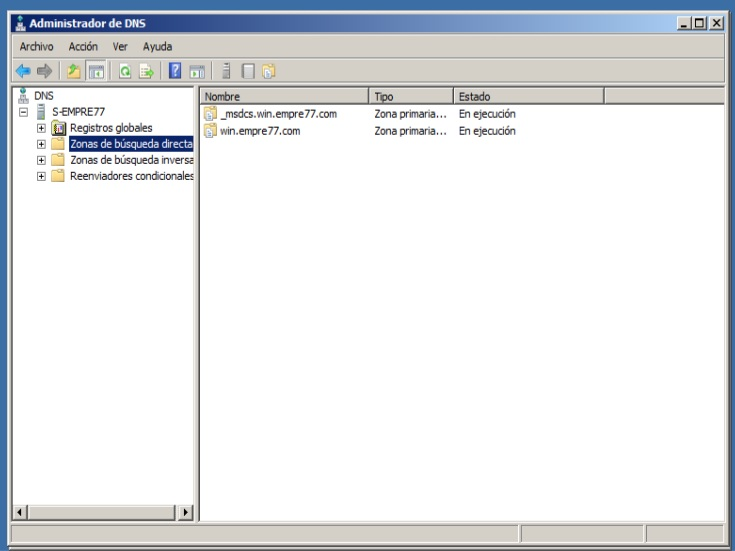 Administrador de DNS
Archivo Acción Ver Ayuda
DNS
S-EMPRE77
Registros globales
Zonas de búsqueda directa
Zonas de búsqueda inversa
Reenviadores condicionales
Nombre Tipo Estado
_msdcs.win.empre77.com Zona primaria... En ejecución
win.empre77.com Zona primaria... En ejecución